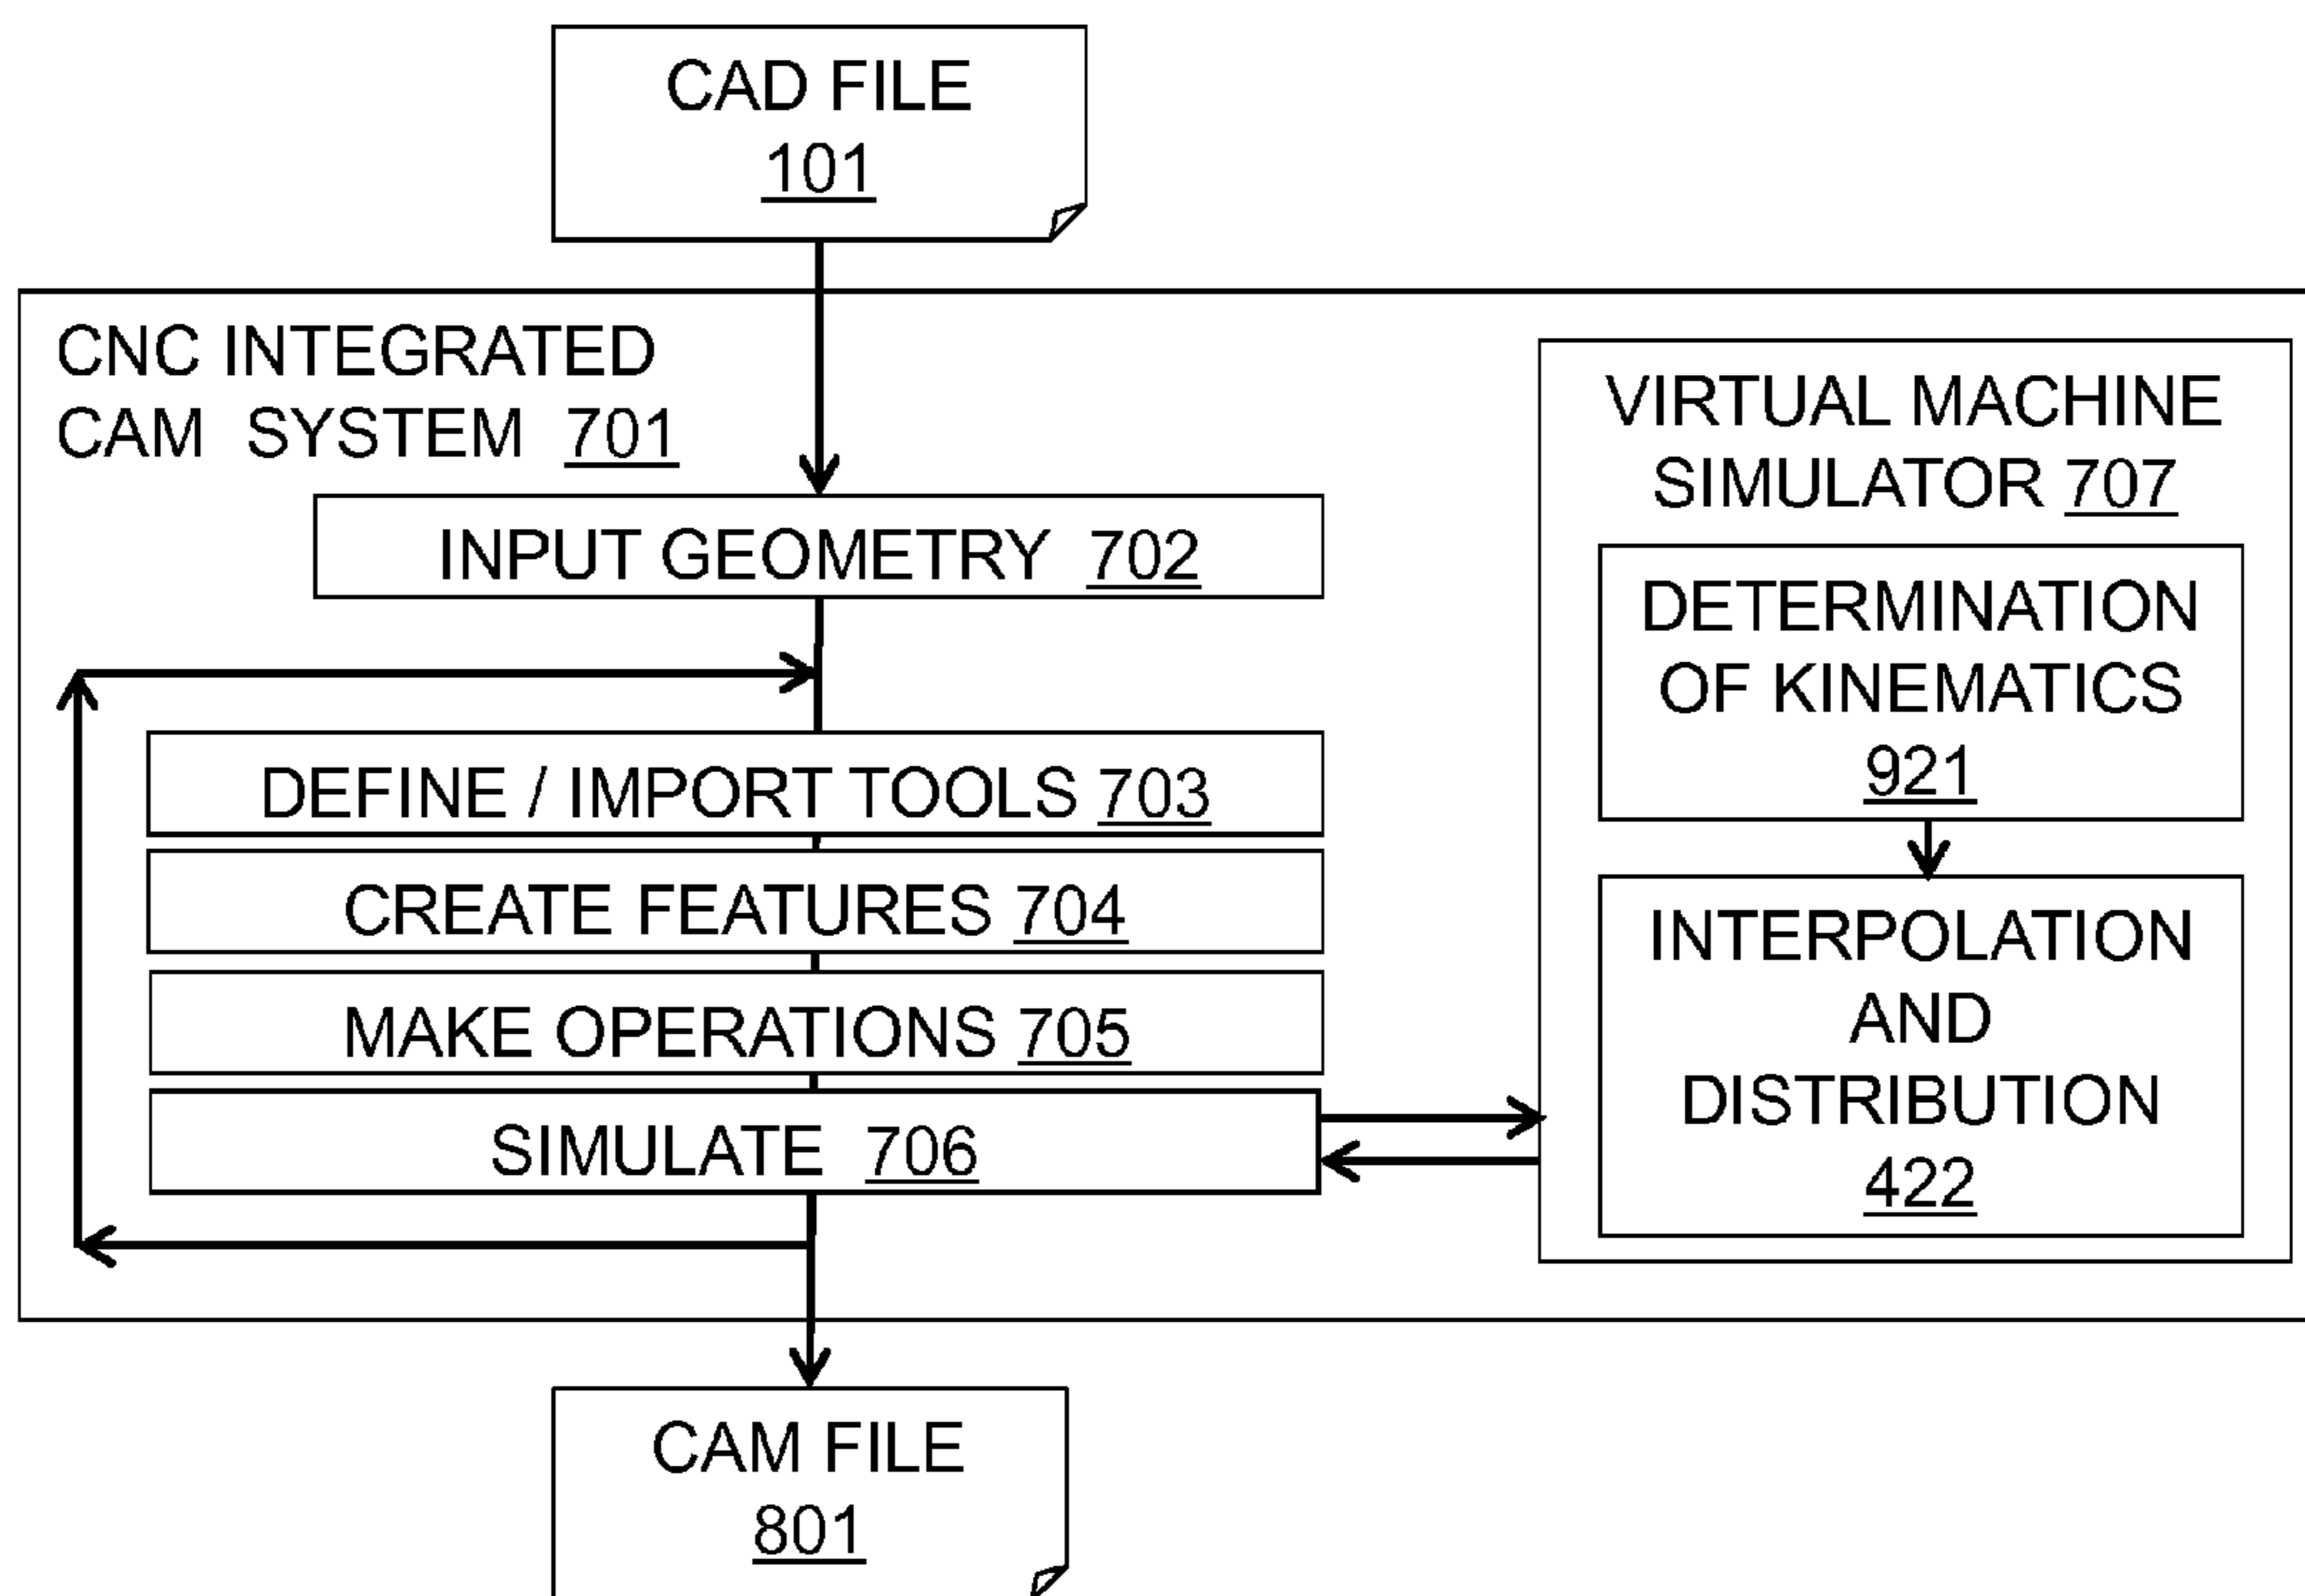 CAD FILE
101
CNC INTEGRATED
CAM SYSTEM 701
INPUT GEOMETRY 702
DEFINE / IMPORT TOOLS 703
CREATE FEATURES 704
MAKE OPERATIONS 705
SIMULATE 706
VIRTUAL MACHINE
SIMULATOR 707
DETERMINATION
OF KINEMATICS
921
INTERPOLATION
AND
DISTRIBUTION
422
CAM FILE
801